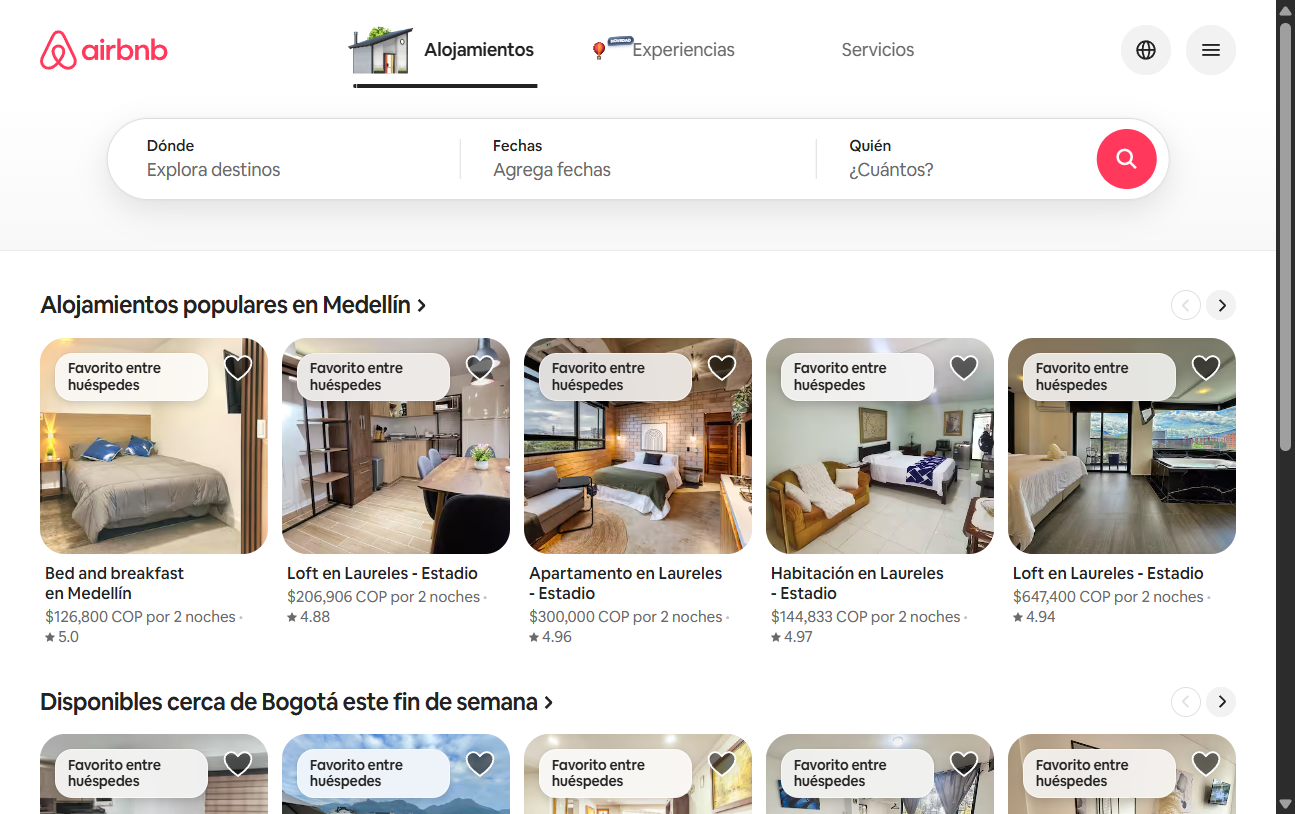 airbnb
Alojamientos
NOVEDAD
Experiencias
Servicios
Dónde
Explora destinos
Fechas
Agrega fechas
Quién
¿Cuántos?
Alojamientos populares en Medellín
Favorito entre
huéspedes
Favorito entre
huéspedes
Favorito entre
huéspedes
Favorito entre
huéspedes
Favorito entre
huéspedes
Bed and breakfast
en Medellín
$126,800 COP por 2 noches ·
★ 5.0
Loft en Laureles - Estadio
$206,906 COP por 2 noches ·
★ 4.88
Apartamento en Laureles
- Estadio
$300,000 COP por 2 noches ·
★ 4.96
Habitación en Laureles
- Estadio
$144,833 COP por 2 noches ·
★ 4.97
Loft en Laureles - Estadio
$647,400 COP por 2 noches ·
★ 4.94
Disponibles cerca de Bogotá este fin de semana
Favorito entre
huéspedes
Favorito entre
huéspedes
Favorito entre
huéspedes
Favorito entre
huéspedes
Favorito entre
huéspedes